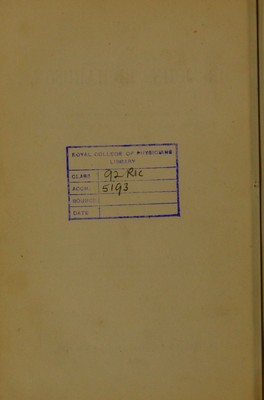 ROYAL COLLEGE OF PHYSICIANS
LIBRARY
CLASS 92 RIC
ACCN. 5193
SOURCE
DATE